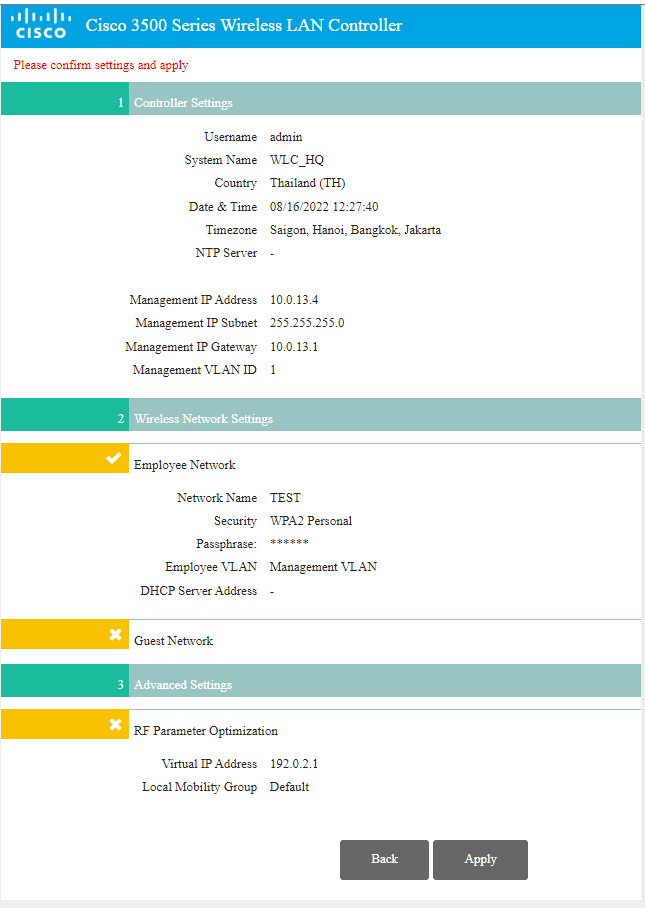 CISCO Cisco 3500 Series Wireless LAN Controller
Please confirm settings and apply
1 Controller Settings
Username admin
System Name WLC_HQ
Country Thailand (TH)
Date & Time 08/16/2022 12:27:40
Timezone Saigon, Hanoi, Bangkok, Jakarta
NTP Server -
Management IP Address 10.0.13.4
Management IP Subnet 255.255.255.0
Management IP Gateway 10.0.13.1
Management VLAN ID 1
2 Wireless Network Settings
Employee Network
Network Name TEST
Security WPA2 Personal
Passphrase: ******
Employee VLAN Management VLAN
DHCP Server Address -
Guest Network
3 Advanced Settings
RF Parameter Optimization
Virtual IP Address 192.0.2.1
Local Mobility Group Default
Back Apply